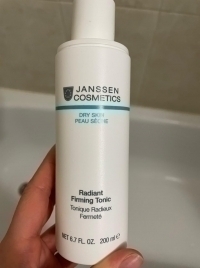 JANSSEN
COSMETICS
DRY SKIN
PEAU SÈCHE
Radiant
Firming Tonic
Tonique Radieux
Fermeté
NET 6.7 FL. OZ. 200 ml ℮